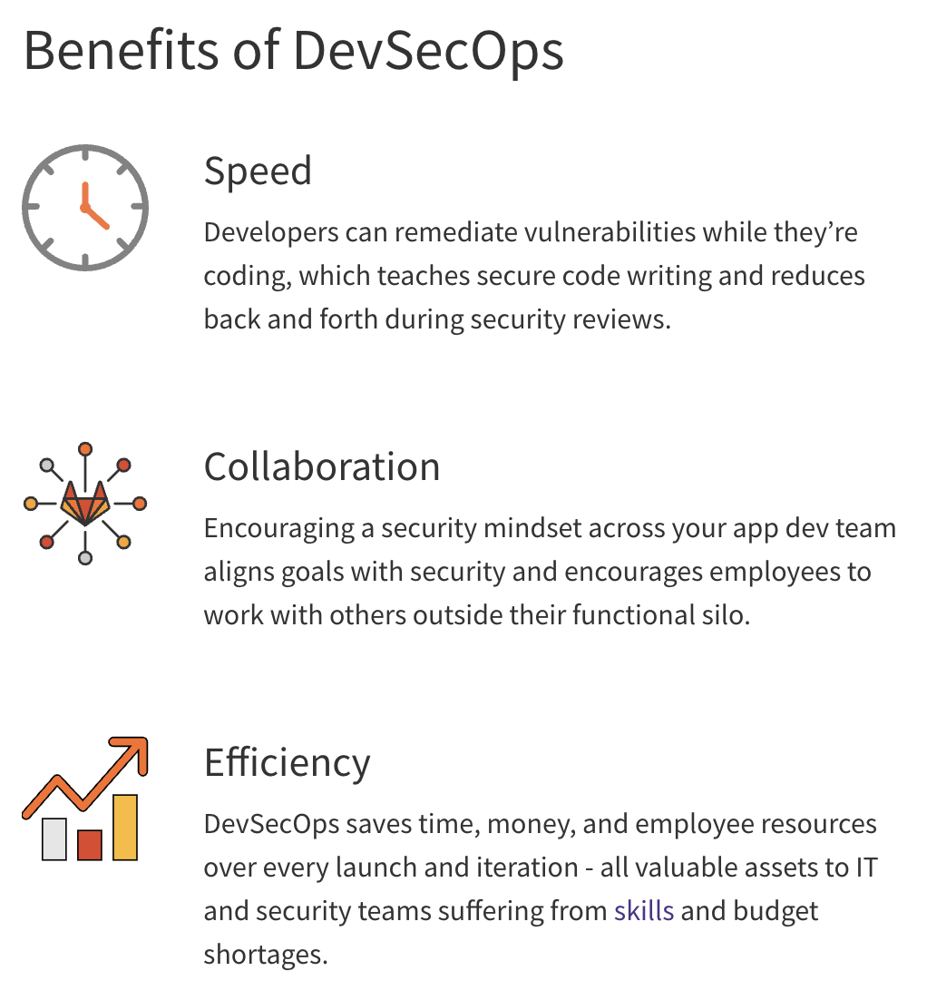 Benefits of DevSecOps
Speed
Developers can remediate vulnerabilities while they’re
coding, which teaches secure code writing and reduces
back and forth during security reviews.
Collaboration
Encouraging a security mindset across your app dev team
aligns goals with security and encourages employees to
work with others outside their functional silo.
Efficiency
DevSecOps saves time, money, and employee resources
over every launch and iteration - all valuable assets to IT
and security teams suffering from skills and budget
shortages.